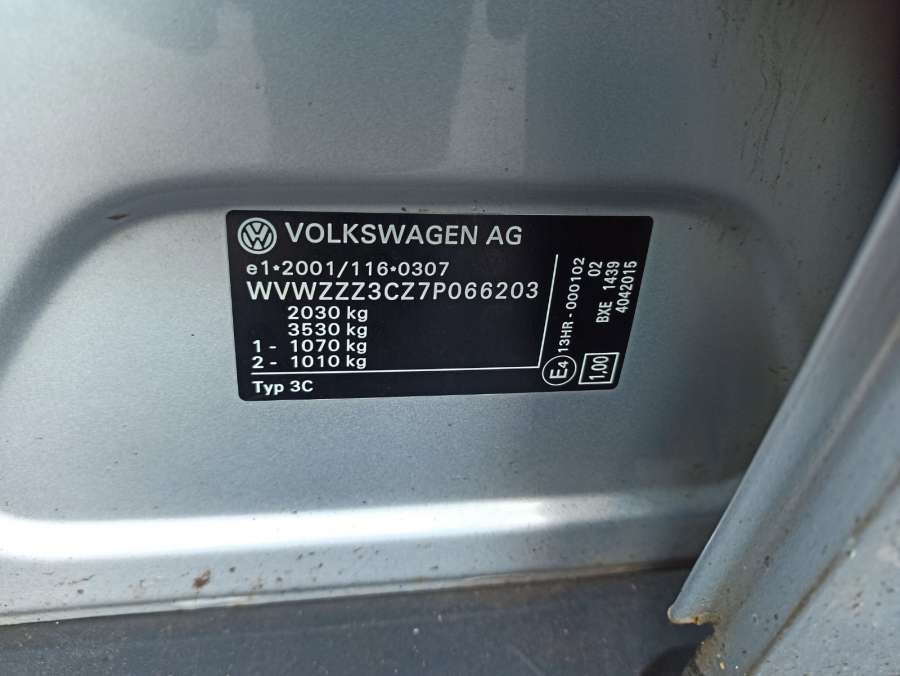 VOLKSWAGEN AG
e1*2001/116*0307
WVWZZZ3CZ7P066203
2030 kg
3530 kg
1 - 1070 kg
2 - 1010 kg
Typ 3C
E4 13HR - 000102
02
BXE 1439
4042015
1,00